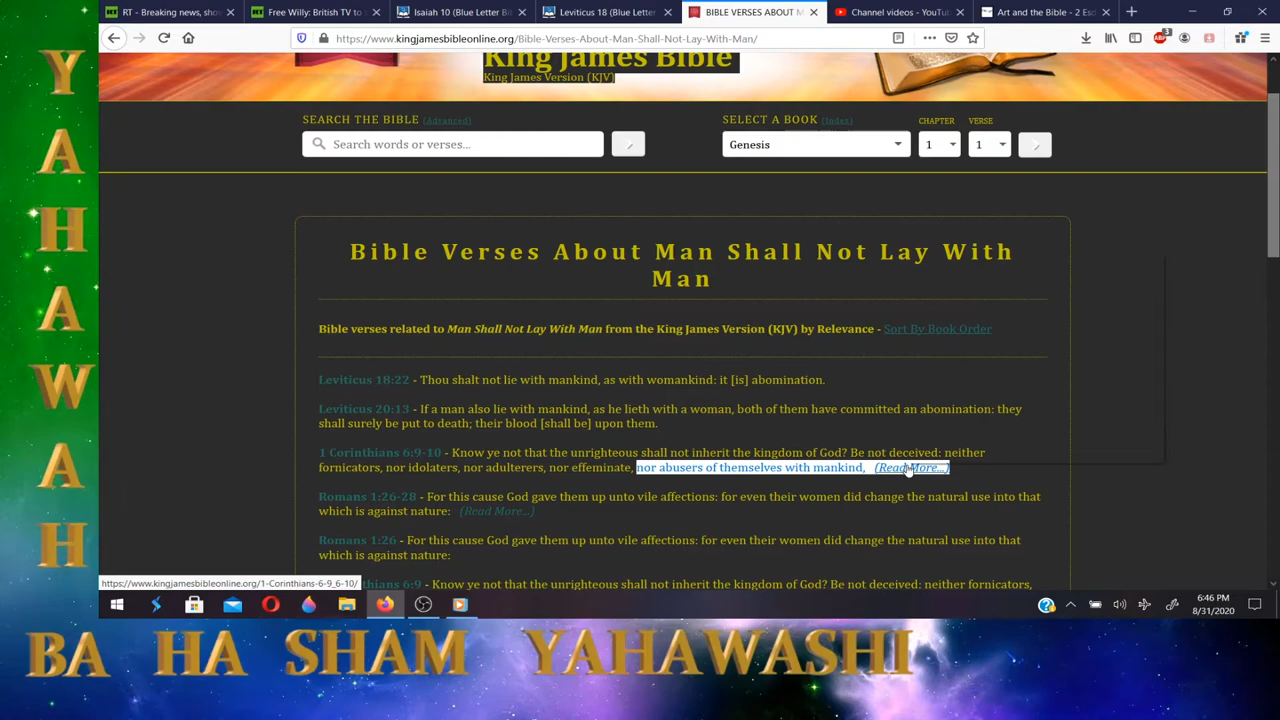 RT - Breaking news, sho
Free Willy: British TV to
Isaiah 10 (Blue Letter Bi
Leviticus 18 (Blue Letter
BIBLE VERSES ABOUT M
Channel videos - YouTu
Art and the Bible - 2 Esd
https://www.kingjamesbibleonline.org/Bible-Verses-About-Man-Shall-Not-Lay-With-Man/
3
King James Bible
King James Version (KJV)
SEARCH THE BIBLE (Advanced)
SELECT A BOOK (Index)
CHAPTER
VERSE
Search words or verses...
Genesis
1
1
Bible Verses About Man Shall Not Lay With
Man
Bible verses related to Man Shall Not Lay With Man from the King James Version (KJV) by Relevance - Sort By Book Order
Leviticus 18:22 - Thou shalt not lie with mankind, as with womankind: it [is] abomination.
Leviticus 20:13 - If a man also lie with mankind, as he lieth with a woman, both of them have committed an abomination: they
shall surely be put to death; their blood [shall be] upon them.
1 Corinthians 6:9-10 - Know ye not that the unrighteous shall not inherit the kingdom of God? Be not deceived: neither
fornicators, nor idolaters, nor adulterers, nor effeminate, nor abusers of themselves with mankind, (Read More...)
Romans 1:26-28 - For this cause God gave them up unto vile affections: for even their women did change the natural use into that
which is against nature: (Read More...)
Romans 1:26 - For this cause God gave them up unto vile affections: for even their women did change the natural use into that
which is against nature:
thians 6:9 - Know ye not that the unrighteous shall not inherit the kingdom of God? Be not deceived: neither fornicators,
https://www.kingjamesbibleonline.org/1-Corinthians-6-9_6-10/
6:46 PM
8/31/2020
YAHAWAH
BA HA SHAM YAHAWASHI